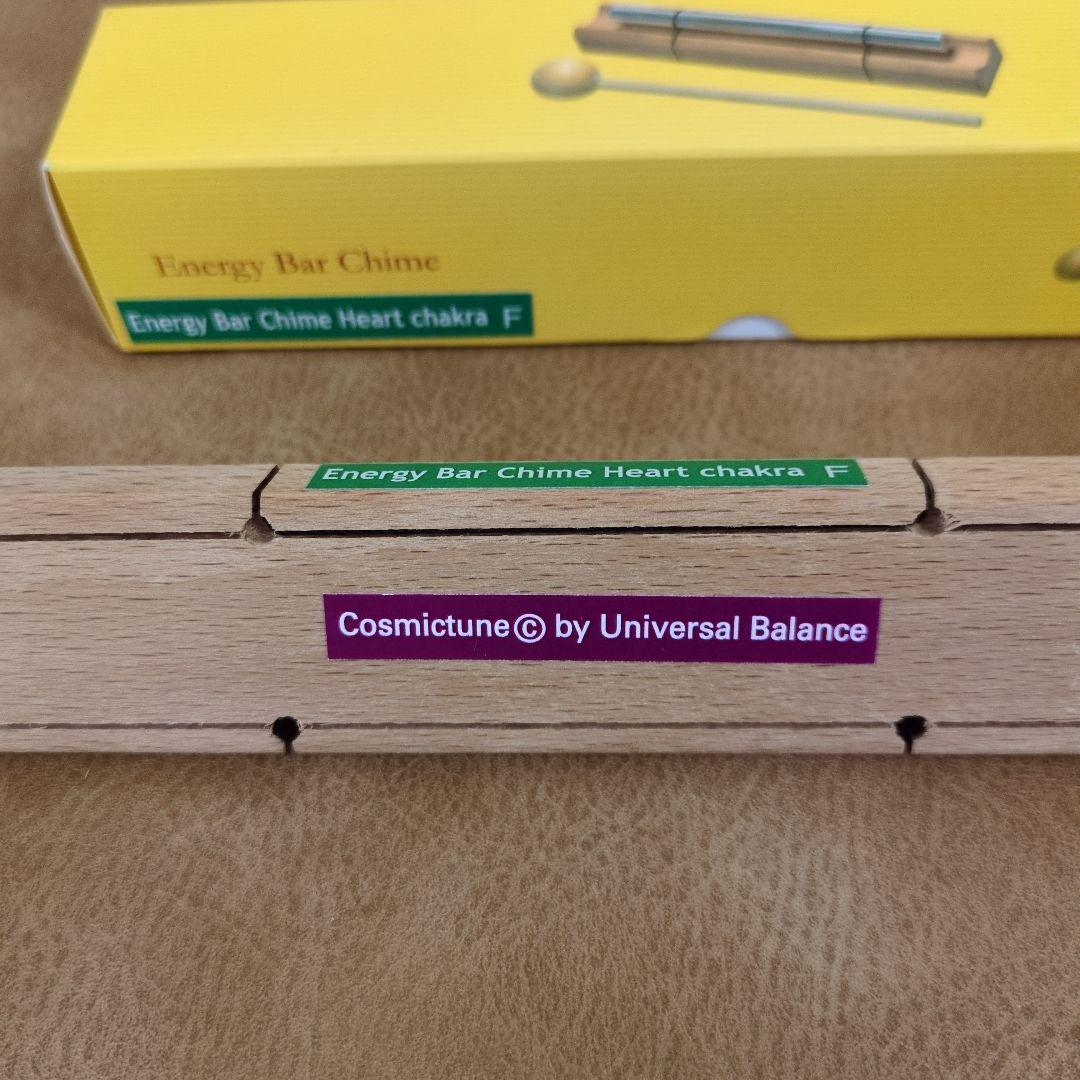 Energy Bar Chime
Energy Bar Chime Heart chakra F
Energy Bar Chime Heart chakra F
Cosmictune© by Universal Balance